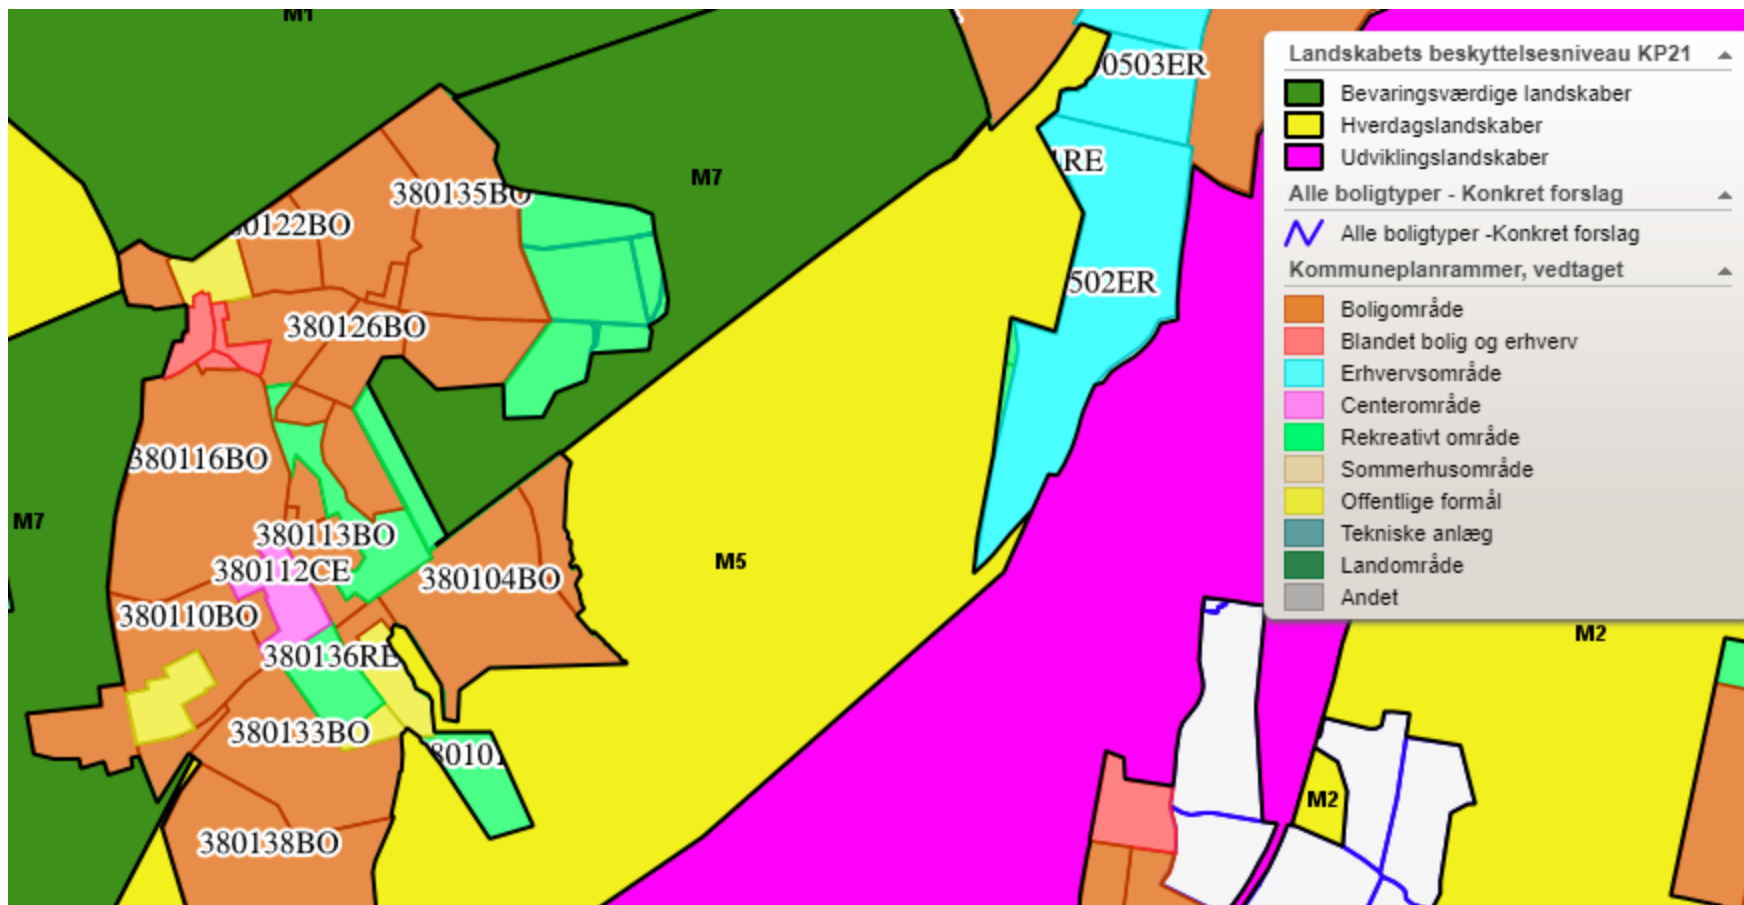 M1
0503ER
RE
M7
380135BO
0122BO
502ER
380126BO
380116BO
M7
380113BO
380112CE
380104BO
M5
380110BO
380136RE
380133BO
80101
380138BO
M2
M2
Landskabets beskyttelsesniveau KP21
Bevaringsværdige landskaber
Hverdagslandskaber
Udviklingslandskaber
Alle boligtyper - Konkret forslag
Alle boligtyper -Konkret forslag
Kommuneplanrammer, vedtaget
Boligområde
Blandet bolig og erhverv
Erhvervsområde
Centerområde
Rekreativt område
Sommerhusområde
Offentlige formål
Tekniske anlæg
Landområde
Andet